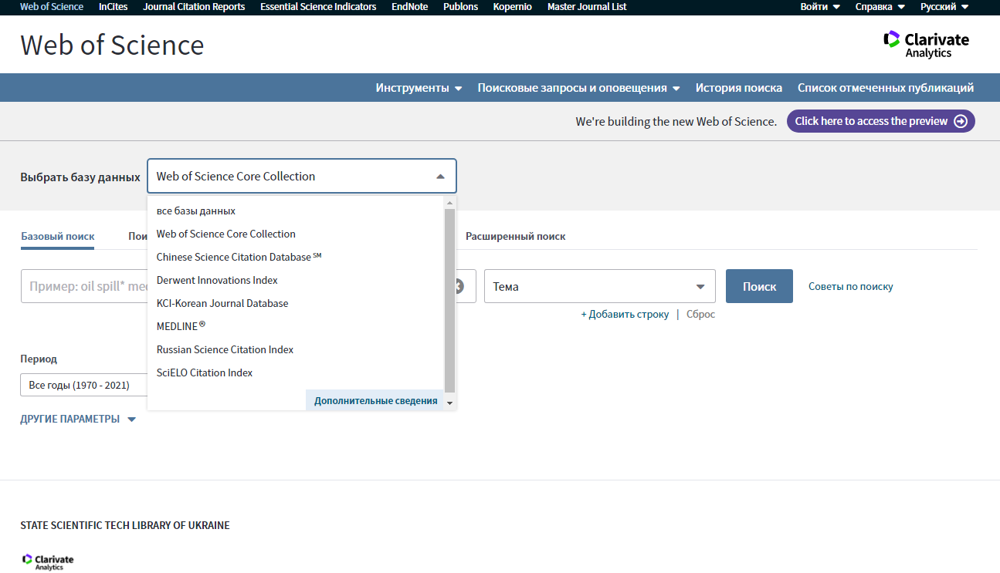 Web of Science InCites Journal Citation Reports Essential Science Indicators EndNote Publons Kopernio Master Journal List Войти Справка Русский
Web of Science
Clarivate
Analytics
Инструменты Поисковые запросы и оповещения История поиска Список отмеченных публикаций
We're building the new Web of Science. Click here to access the preview
Выбрать базу данных Web of Science Core Collection
все базы данных
Web of Science Core Collection
Chinese Science Citation Database℠
Derwent Innovations Index
KCI-Korean Journal Database
MEDLINE®
Russian Science Citation Index
SciELO Citation Index
Дополнительные сведения
Базовый поиск Пои Расширенный поиск
Пример: oil spill* med Тема Поиск Советы по поиску
+ Добавить строку | Сброс
Период
Все годы (1970 - 2021)
ДРУГИЕ ПАРАМЕТРЫ
STATE SCIENTIFIC TECH LIBRARY OF UKRAINE
Clarivate
Analytics